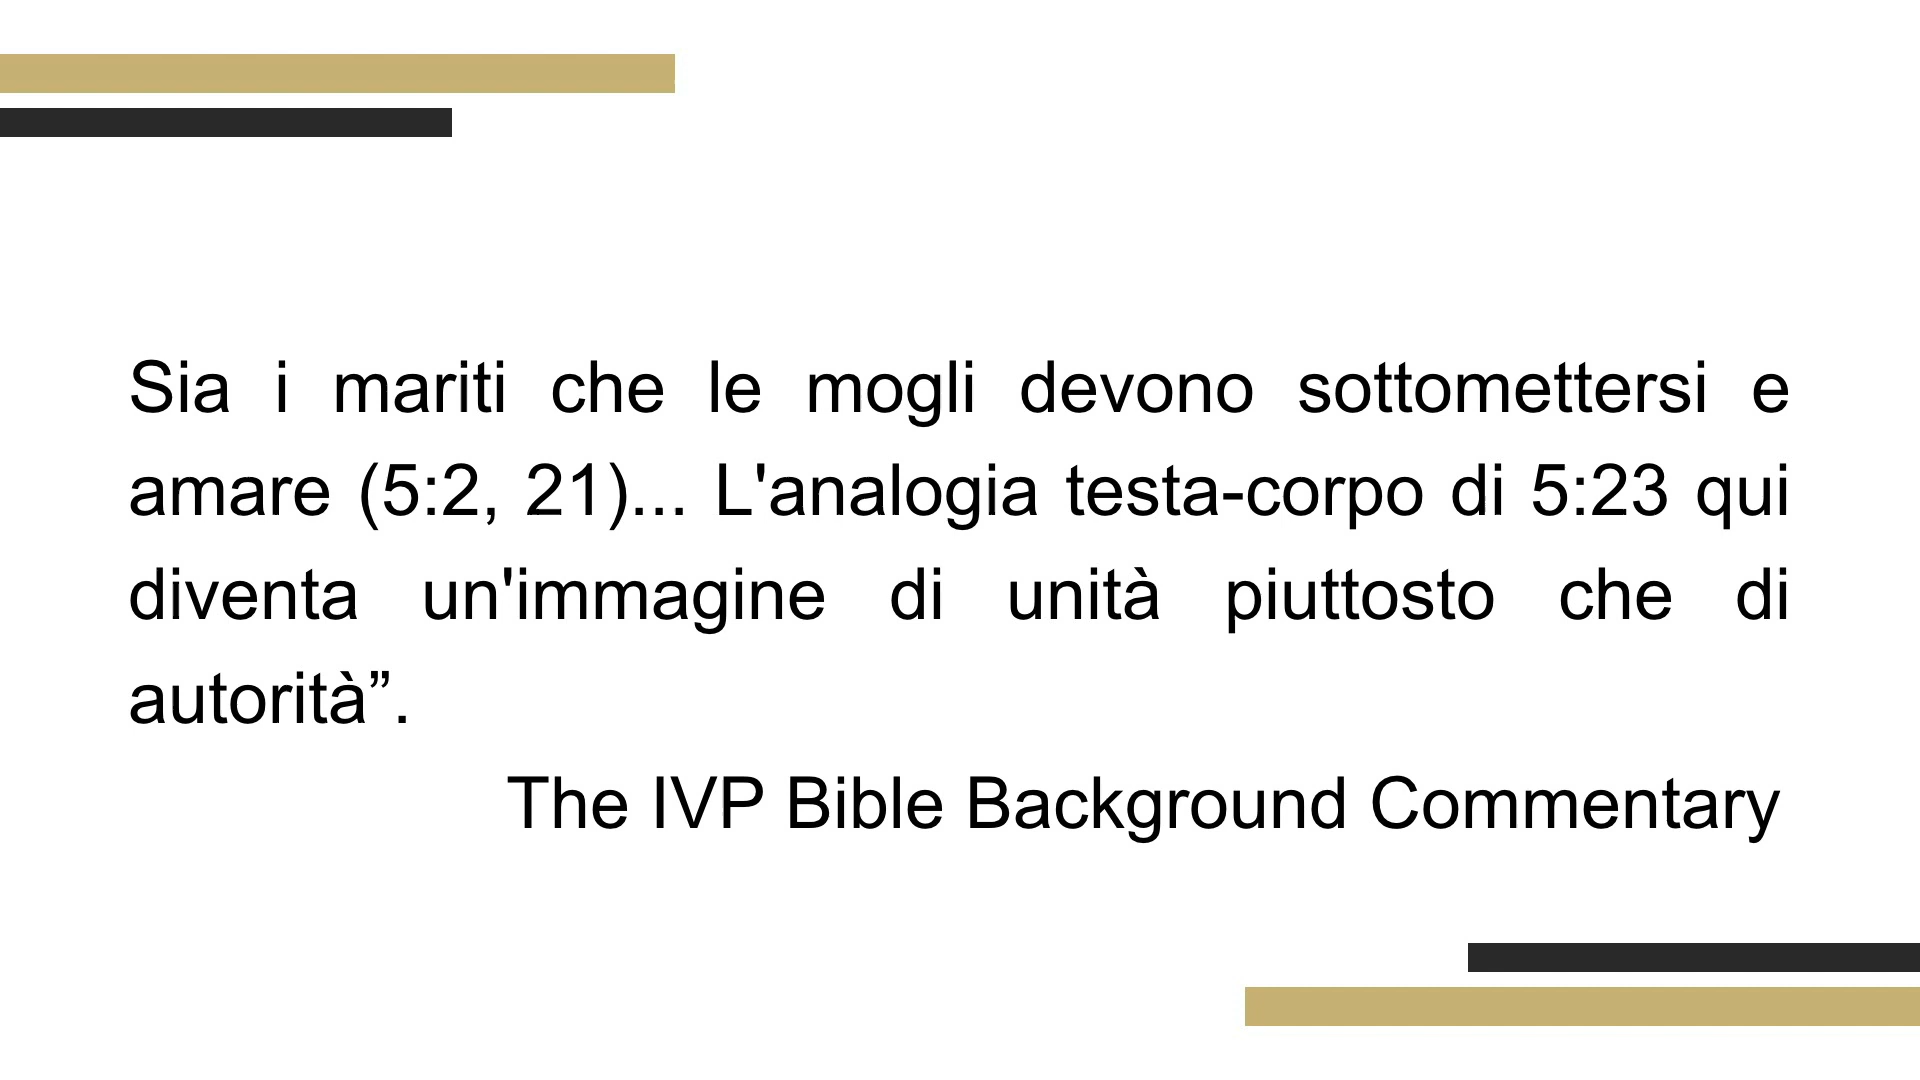 Sia i mariti che le mogli devono sottomettersi e
amare (5:2, 21)... L'analogia testa-corpo di 5:23 qui
diventa un'immagine di unità piuttosto che di
autorità”.
The IVP Bible Background Commentary